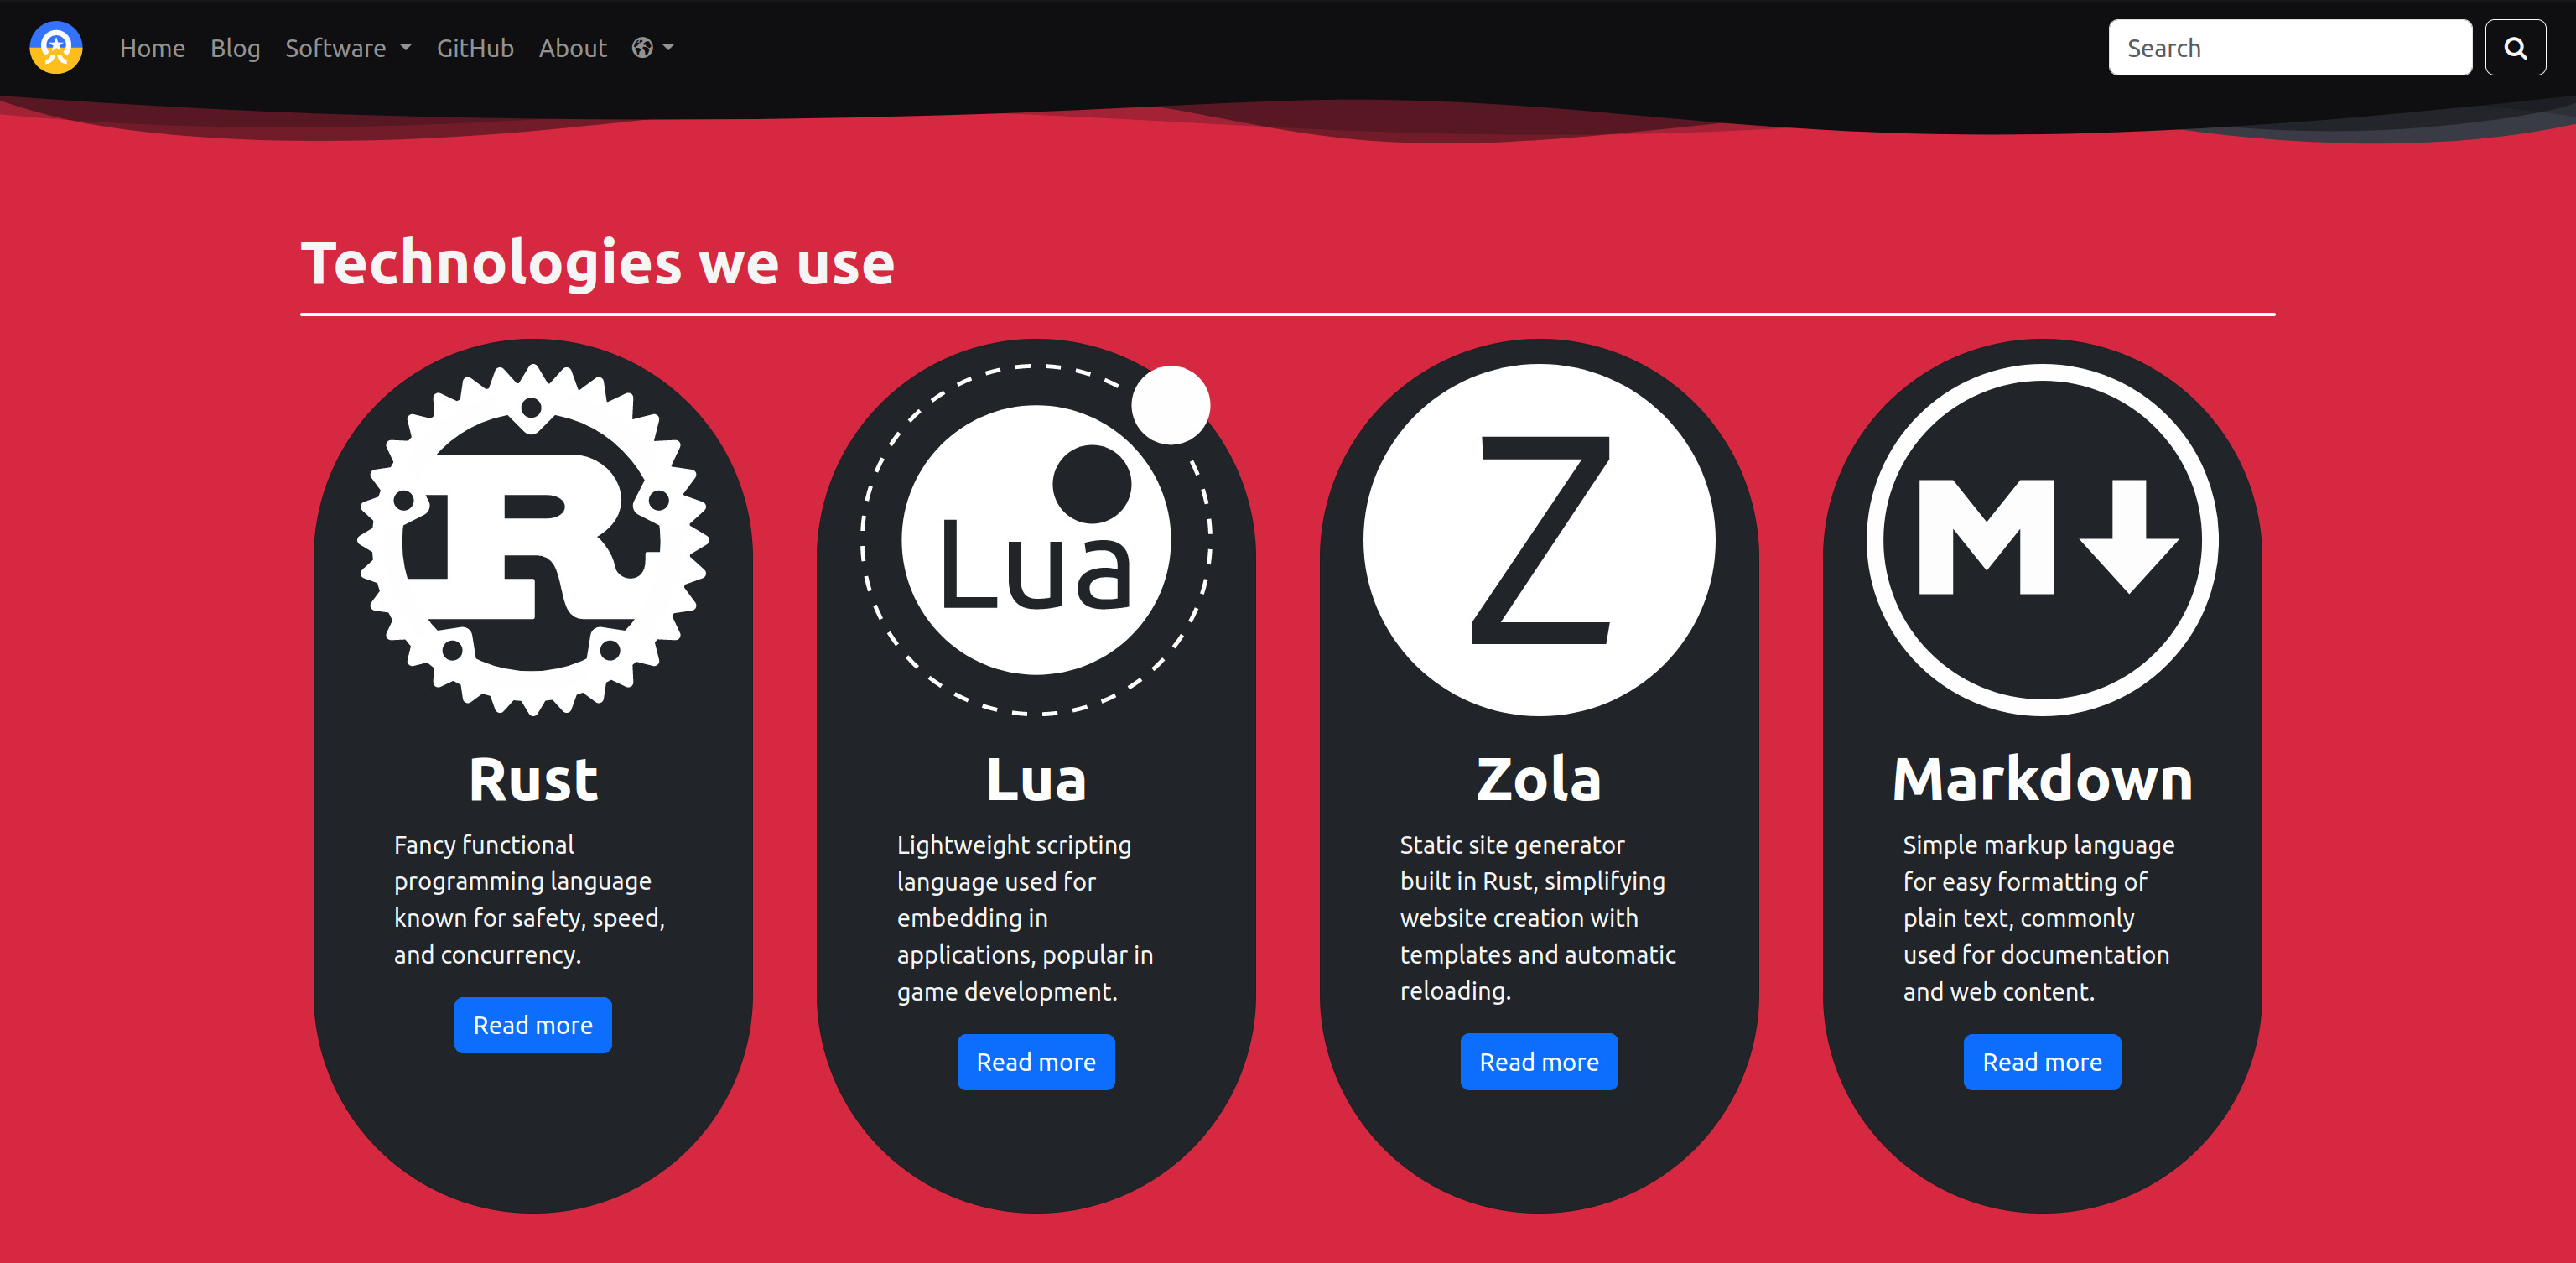 Home Blog Software GitHub About Search
Technologies we use
R
Lua
Z
M
Rust
Fancy functional
programming language
known for safety, speed,
and concurrency.
Read more
Lua
Lightweight scripting
language used for
embedding in
applications, popular in
game development.
Read more
Zola
Static site generator
built in Rust, simplifying
website creation with
templates and automatic
reloading.
Read more
Markdown
Simple markup language
for easy formatting of
plain text, commonly
used for documentation
and web content.
Read more